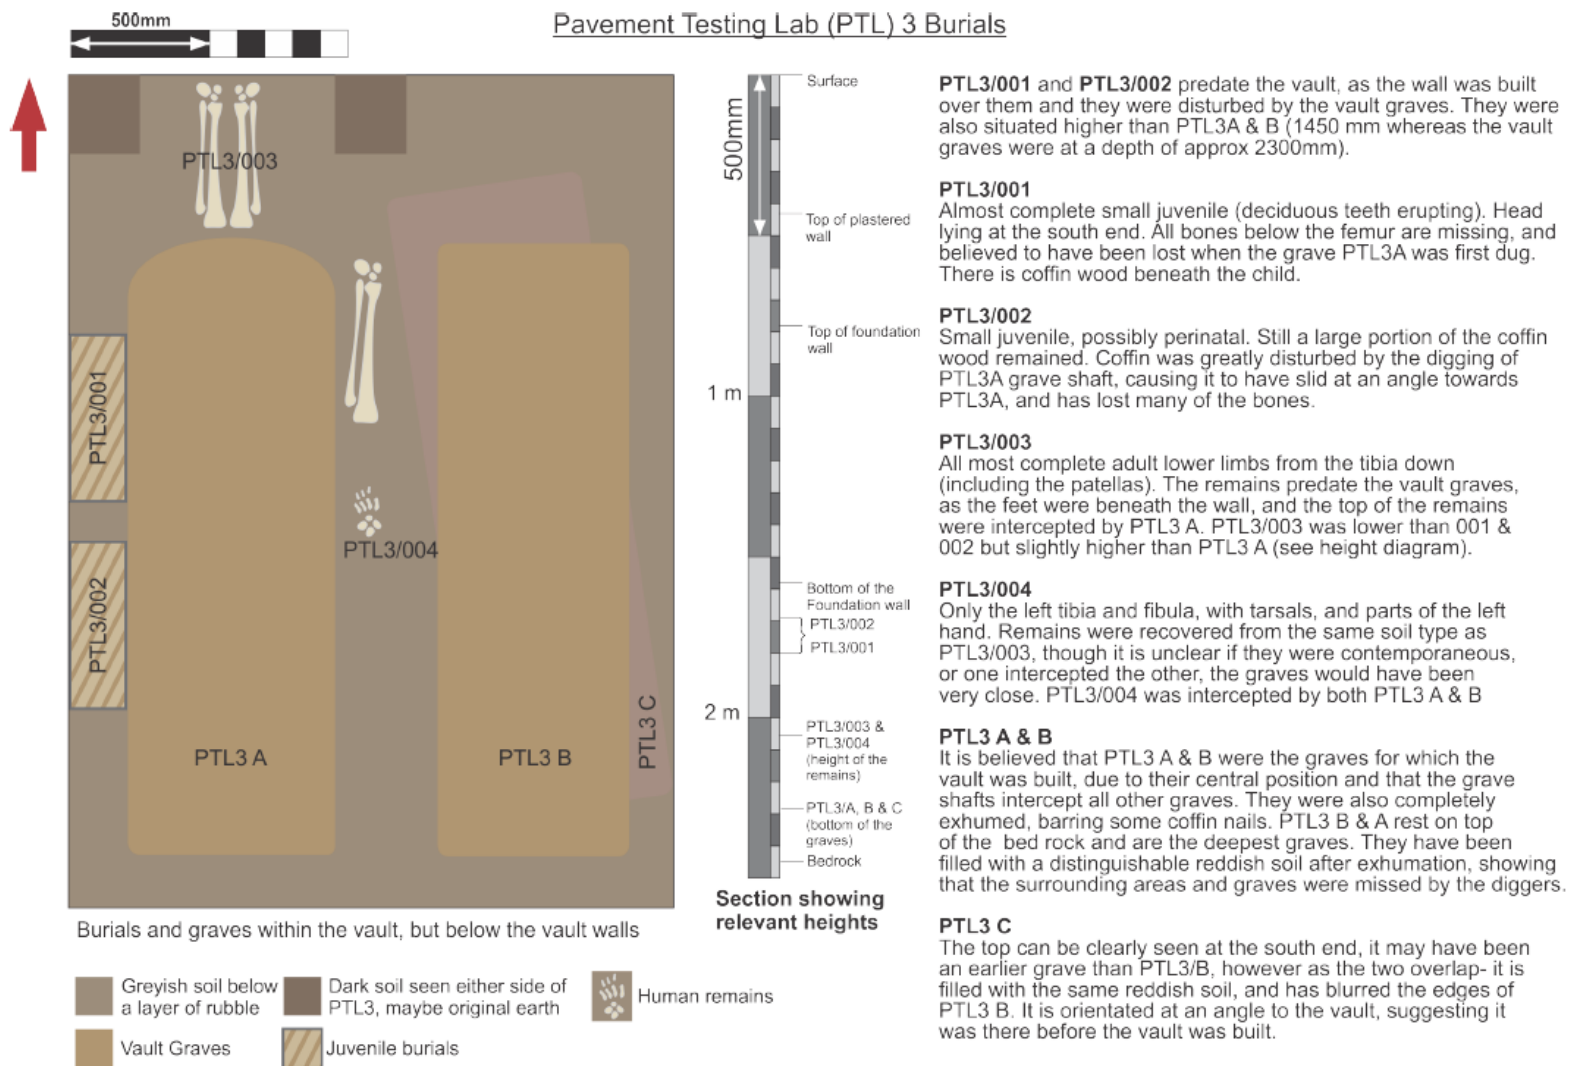 500mm
Pavement Testing Lab (PTL) 3 Burials
PTL3/003
PTL3/001
PTL3/002
PTL3/004
PTL3 A
PTL3 B
PTL3 C
Burials and graves within the vault, but below the vault walls
Greyish soil below
a layer of rubble
Dark soil seen either side of
PTL3, maybe original earth
Human remains
Vault Graves
Juvenile burials
500mm
1 m
2 m
Surface
Top of plastered
wall
Top of foundation
wall
Bottom of the
Foundation wall
PTL3/002
PTL3/001
PTL3/003 &
PTL3/004
(height of the
remains)
PTL3/A, B & C
(bottom of the
graves)
Bedrock
Section showing
relevant heights
PTL3/001 and PTL3/002 predate the vault, as the wall was built
over them and they were disturbed by the vault graves. They were
also situated higher than PTL3A & B (1450 mm whereas the vault
graves were at a depth of approx 2300mm).
PTL3/001
Almost complete small juvenile (deciduous teeth erupting). Head
lying at the south end. All bones below the femur are missing, and
believed to have been lost when the grave PTL3A was first dug.
There is coffin wood beneath the child.
PTL3/002
Small juvenile, possibly perinatal. Still a large portion of the coffin
wood remained. Coffin was greatly disturbed by the digging of
PTL3A grave shaft, causing it to have slid at an angle towards
PTL3A, and has lost many of the bones.
PTL3/003
All most complete adult lower limbs from the tibia down
(including the patellas). The remains predate the vault graves,
as the feet were beneath the wall, and the top of the remains
were intercepted by PTL3 A. PTL3/003 was lower than 001 &
002 but slightly higher than PTL3 A (see height diagram).
PTL3/004
Only the left tibia and fibula, with tarsals, and parts of the left
hand. Remains were recovered from the same soil type as
PTL3/003, though it is unclear if they were contemporaneous,
or one intercepted the other, the graves would have been
very close. PTL3/004 was intercepted by both PTL3 A & B
PTL3 A & B
It is believed that PTL3 A & B were the graves for which the
vault was built, due to their central position and that the grave
shafts intercept all other graves. They were also completely
exhumed, barring some coffin nails. PTL3 B & A rest on top
of the bed rock and are the deepest graves. They have been
filled with a distinguishable reddish soil after exhumation, showing
that the surrounding areas and graves were missed by the diggers.
PTL3 C
The top can be clearly seen at the south end, it may have been
an earlier grave than PTL3/B, however as the two overlap- it is
filled with the same reddish soil, and has blurred the edges of
PTL3 B. It is orientated at an angle to the vault, suggesting it
was there before the vault was built.